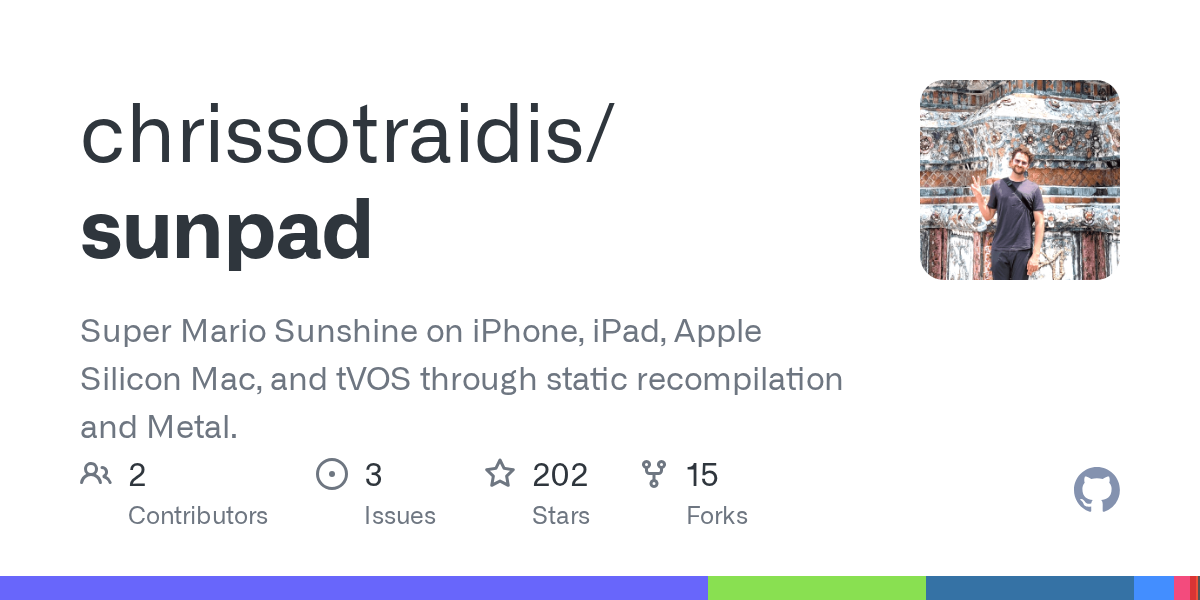 chrissotraidis/
sunpad
Super Mario Sunshine on iPhone, iPad, Apple
Silicon Mac, and tVOS through static recompilation
and Metal.
2 3 202 15
Contributors Issues Stars Forks